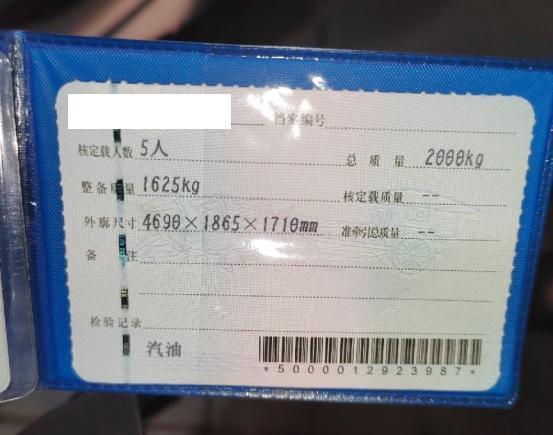 档案编号
核定载人数 5人 总质量 2000kg
整备质量 1625kg 核定载质量 --
外廓尺寸 4690×1865×1710mm 准牵引总质量 --
备注
检验记录
汽油
*5000012923987*